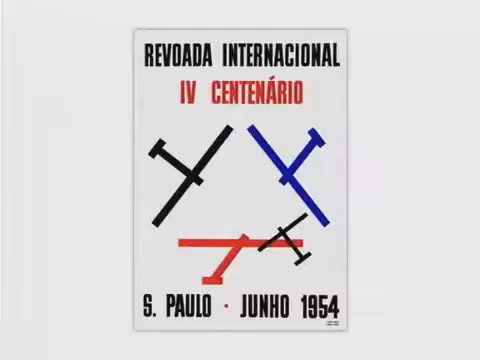 REVOADA INTERNACIONAL
IV CENTENÁRIO
S. PAULO · JUNHO 1954